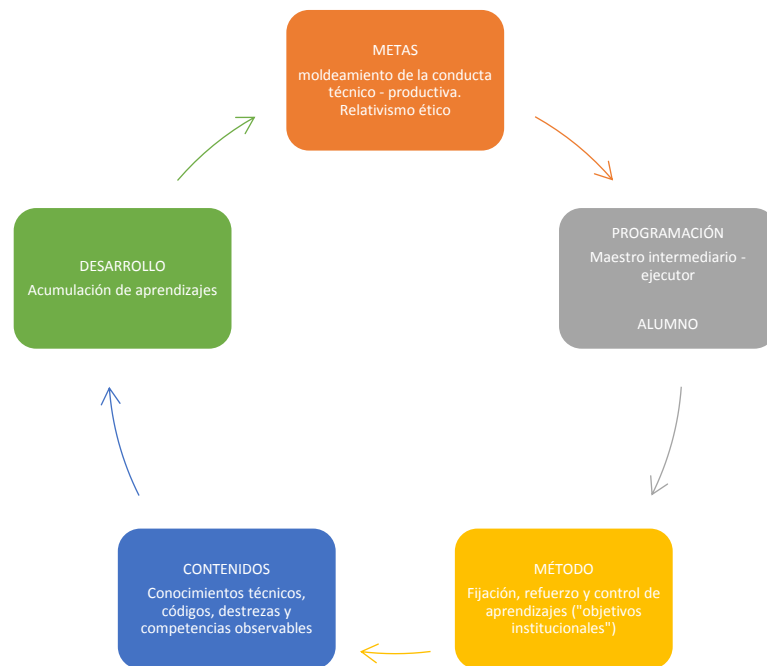 METAS
moldeamiento de la conducta
técnico - productiva.
Relativismo ético
PROGRAMACIÓN
Maestro intermediario -
ejecutor
ALUMNO
MÉTODO
Fijación, refuerzo y control de
aprendizajes ("objetivos
institucionales")
CONTENIDOS
Conocimientos técnicos,
códigos, destrezas y
competencias observables
DESARROLLO
Acumulación de aprendizajes